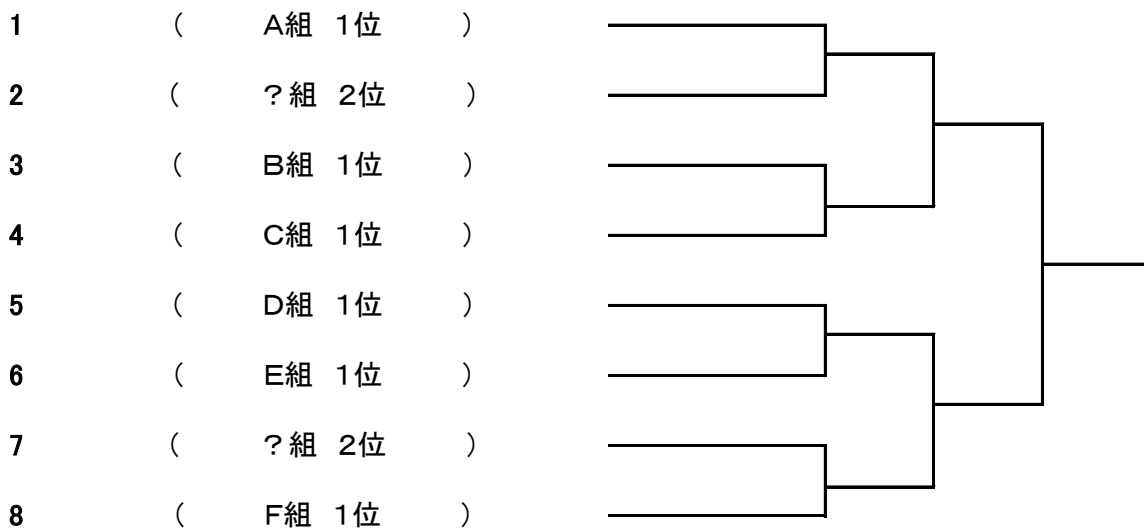 1 （ A組 1位 ）
2 （ ？組 2位 ）
3 （ B組 1位 ）
4 （ C組 1位 ）
5 （ D組 1位 ）
6 （ E組 1位 ）
7 （ ？組 2位 ）
8 （ F組 1位 ）